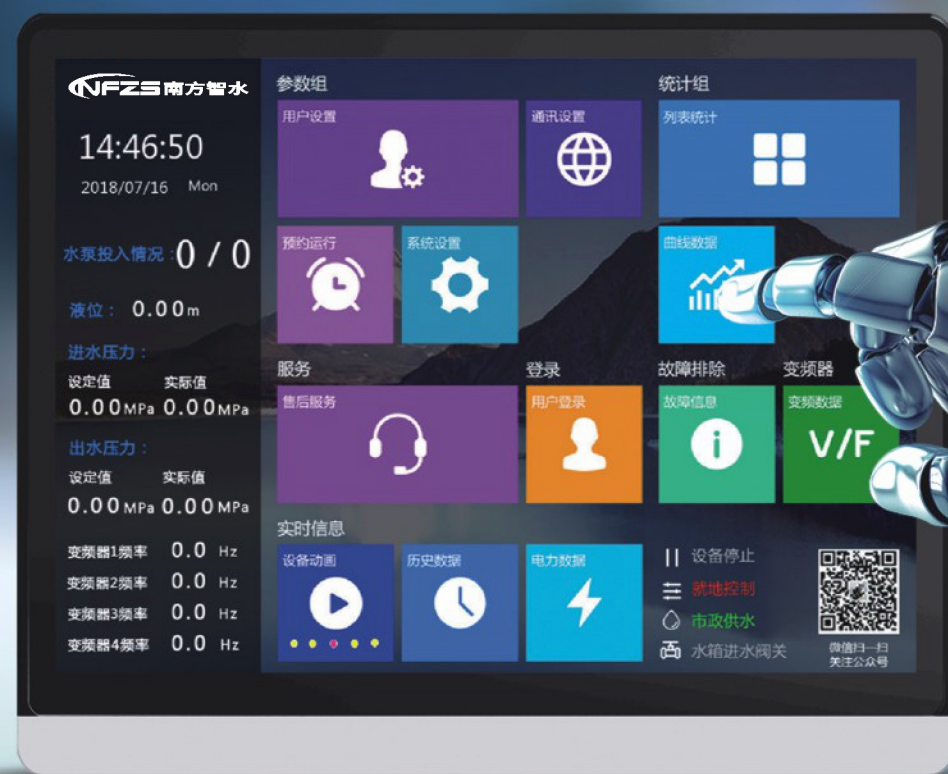 NFZS 南方智水
14:46:50
2018/07/16 Mon
水泵投入情况:0 / 0
液位: 0.00m
进水压力:
设定值 实际值
0.00MPa 0.00MPa
出水压力:
设定值 实际值
0.00MPa 0.00MPa
变频器1频率 0.0 Hz
变频器2频率 0.0 Hz
变频器3频率 0.0 Hz
变频器4频率 0.0 Hz
参数组
用户设置
通讯设置
预约运行
系统设置
统计组
列表统计
曲线数据
服务
售后服务
登录
用户登录
故障排除
故障信息
变频器
变频数据
V/F
实时信息
设备动画
历史数据
电力数据
设备停止
就地控制
市政供水
水箱进水阀关
微信扫一扫
关注公众号